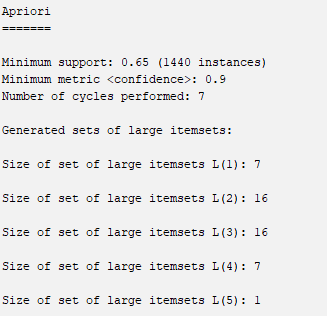 Apriori
=======
Minimum support: 0.65 (1440 instances)
Minimum metric <confidence>: 0.9
Number of cycles performed: 7
Generated sets of large itemsets:
Size of set of large itemsets L(1): 7
Size of set of large itemsets L(2): 16
Size of set of large itemsets L(3): 16
Size of set of large itemsets L(4): 7
Size of set of large itemsets L(5): 1